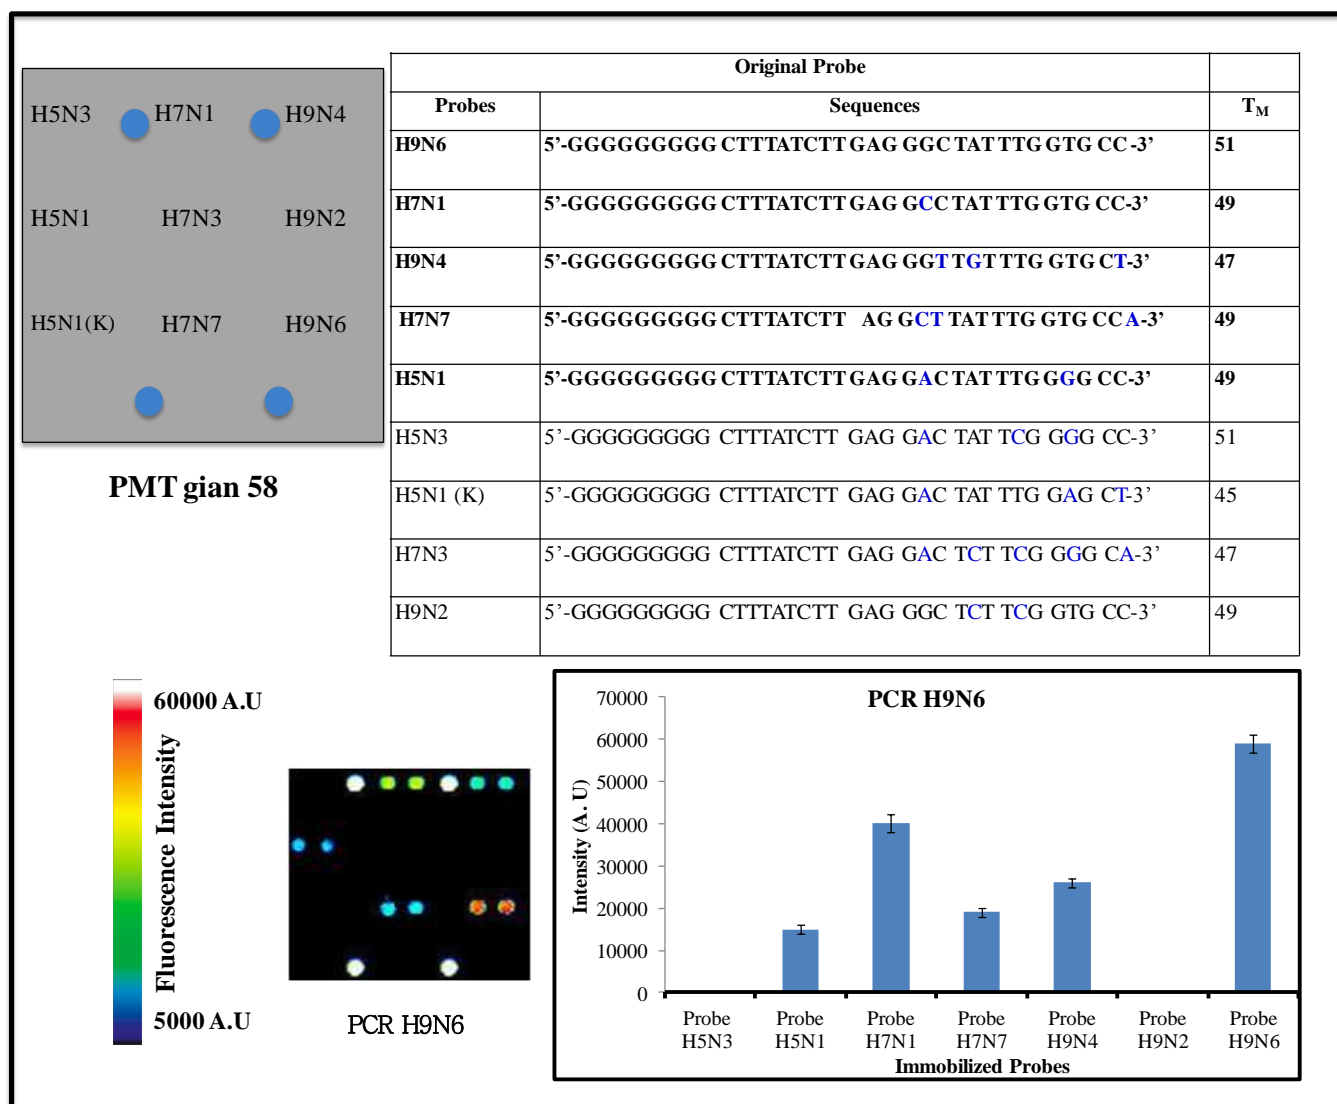 H5N3 H7N1 H9N4
H5N1 H7N3 H9N2
H5N1(K) H7N7 H9N6
PMT gian 58
Original Probe
Probes Sequences TM
H9N6 5’-GGGGGGGGG CTTTATCTT GAG GGC TAT TTG GTG CC-3’ 51
H7N1 5’-GGGGGGGGG CTTTATCTT GAG GCC TAT TTG GTG CC-3’ 49
H9N4 5’-GGGGGGGGG CTTTATCTT GAG GGT TGT TTG GTG CT-3’ 47
H7N7 5’-GGGGGGGGG CTTTATCTT AG GCT TAT TTG GTG CCA-3’ 49
H5N1 5’-GGGGGGGGG CTTTATCTT GAG GAC TAT TTG GGG CC-3’ 49
H5N3 5’-GGGGGGGGG CTTTATCTT GAG GAC TAT TCG GGG CC-3’ 51
H5N1 (K) 5’-GGGGGGGGG CTTTATCTT GAG GAC TAT TTG GAG CT-3’ 45
H7N3 5’-GGGGGGGGG CTTTATCTT GAG GAC TCT TCG GGG CA-3’ 47
H9N2 5’-GGGGGGGGG CTTTATCTT GAG GGC TCT TCG GTG CC-3’ 49
60000 A.U
Fluorescence Intensity
5000 A.U
PCR H9N6
PCR H9N6
Intensity (A. U)
70000
60000
50000
40000
30000
20000
10000
0
Probe Probe Probe Probe Probe Probe Probe
H5N3 H5N1 H7N1 H7N7 H9N4 H9N2 H9N6
Immobilized Probes